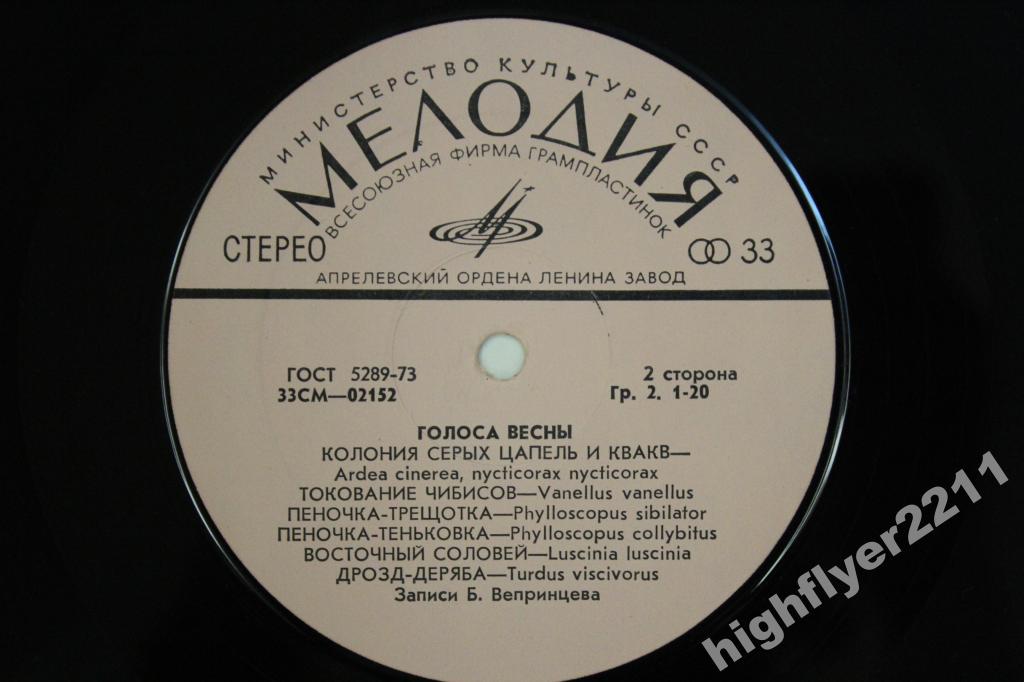 МИНИСТЕРСТВО КУЛЬТУРЫ СССР
МЕЛОДИЯ
ВСЕСОЮЗНАЯ ФИРМА ГРАМПЛАСТИНОК
СТЕРЕО
33
АПРЕЛЕВСКИЙ ОРДЕНА ЛЕНИНА ЗАВОД
ГОСТ 5289-73
2 сторона
33СМ—02152
Гр. 2. 1-20
ГОЛОСА ВЕСНЫ
КОЛОНИЯ СЕРЫХ ЦАПЕЛЬ И КВАКВ—
Ardea cinerea, nycticorax nycticorax
ТОКОВАНИЕ ЧИБИСОВ—Vanellus vanellus
ПЕНОЧКА-ТРЕЩОТКА—Phylloscopus sibilator
ПЕНОЧКА-ТЕНЬКОВКА—Phylloscopus collybitus
ВОСТОЧНЫЙ СОЛОВЕЙ—Luscinia luscinia
ДРОЗД-ДЕРЯБА—Turdus viscivorus
Записи Б. Вепринцева
highflyer2211